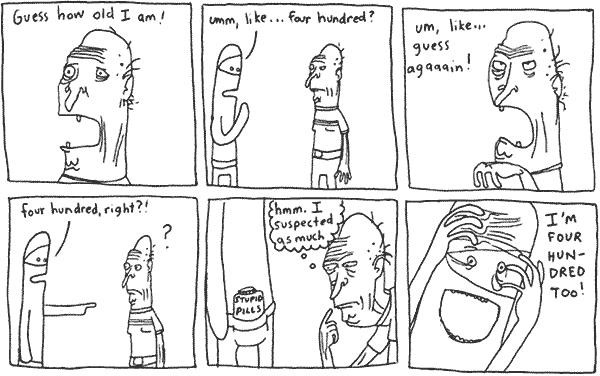 Guess how old I am!
umm, like... four hundred?
um, like...
guess
agaaain!
four hundred, right?!
?
hmm. I
suspected
as much
STUPID
PILLS
I'M
FOUR
HUN-
DRED
TOO!